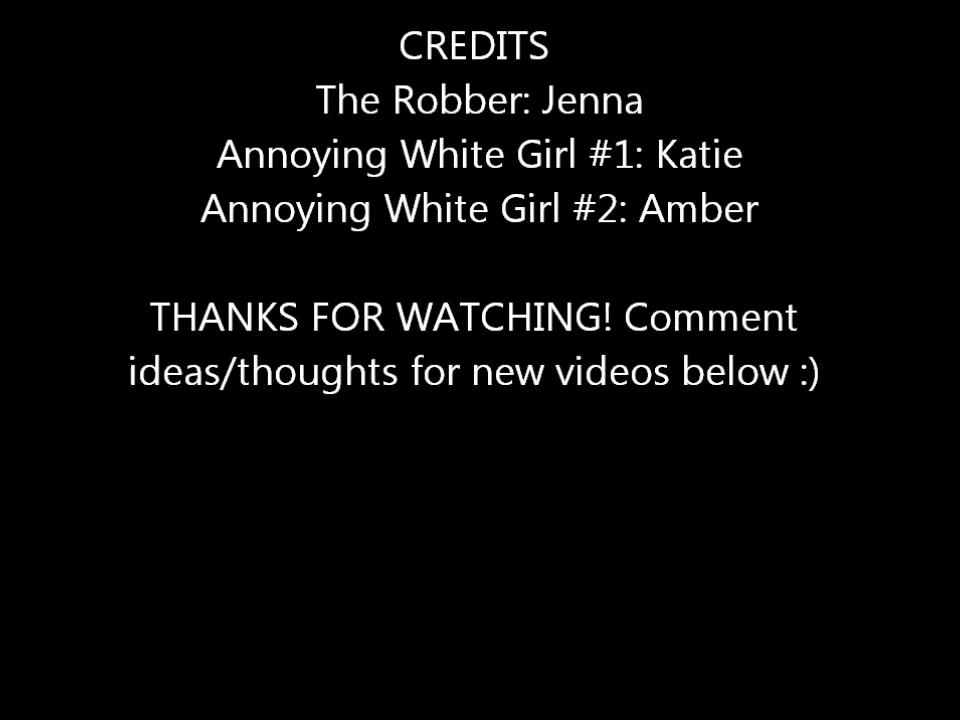 CREDITS
The Robber: Jenna
Annoying White Girl #1: Katie
Annoying White Girl #2: Amber
THANKS FOR WATCHING! Comment
ideas/thoughts for new videos below :)